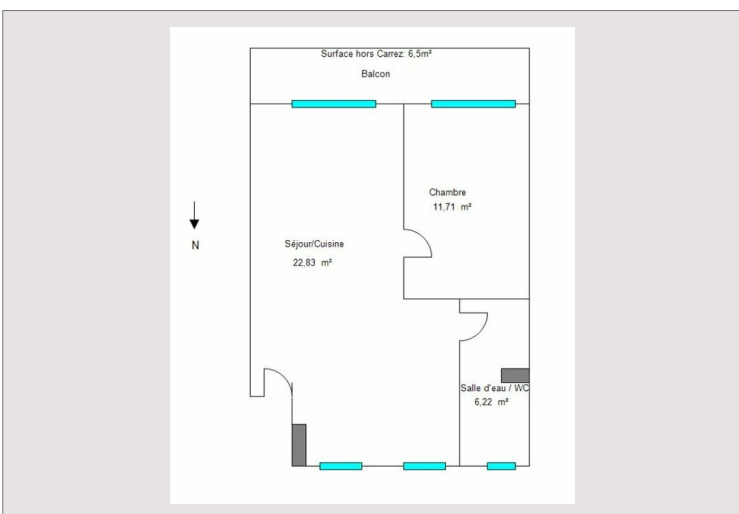 Surface hors Carrez: 6,5m²
Balcon
Chambre
11,71 m²
N
Séjour/Cuisine
22,83 m²
Salle d'eau / WC
6,22 m²